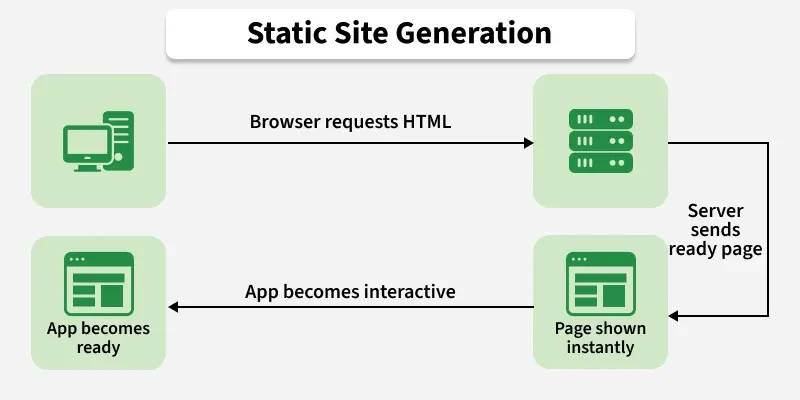 Static Site Generation
Browser requests HTML
Server
sends
ready page
Page shown
instantly
App becomes interactive
App becomes
ready